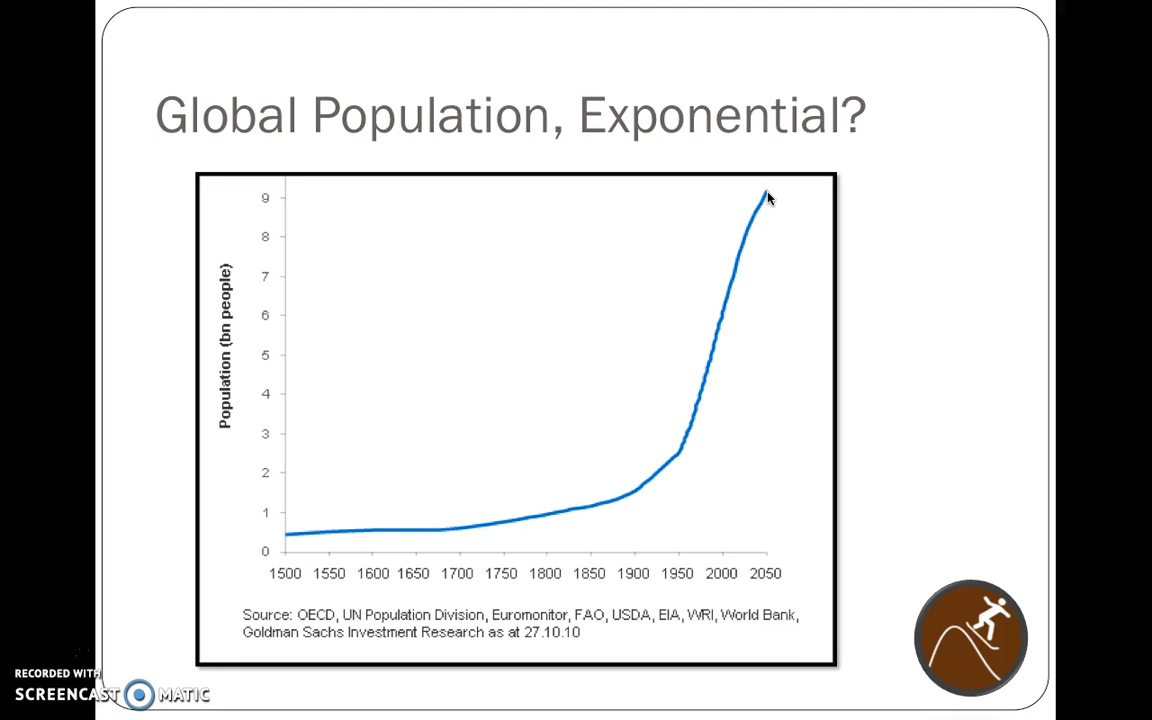 Global Population, Exponential?
9
8
7
6
5
4
3
2
1
0
Population (bn people)
1500 1550 1600 1650 1700 1750 1800 1850 1900 1950 2000 2050
Source: OECD, UN Population Division, Euromonitor, FAO, USDA, EIA, WRI, World Bank,
Goldman Sachs Investment Research as at 27.10.10
RECORDED WITH
SCREENCAST MATIC